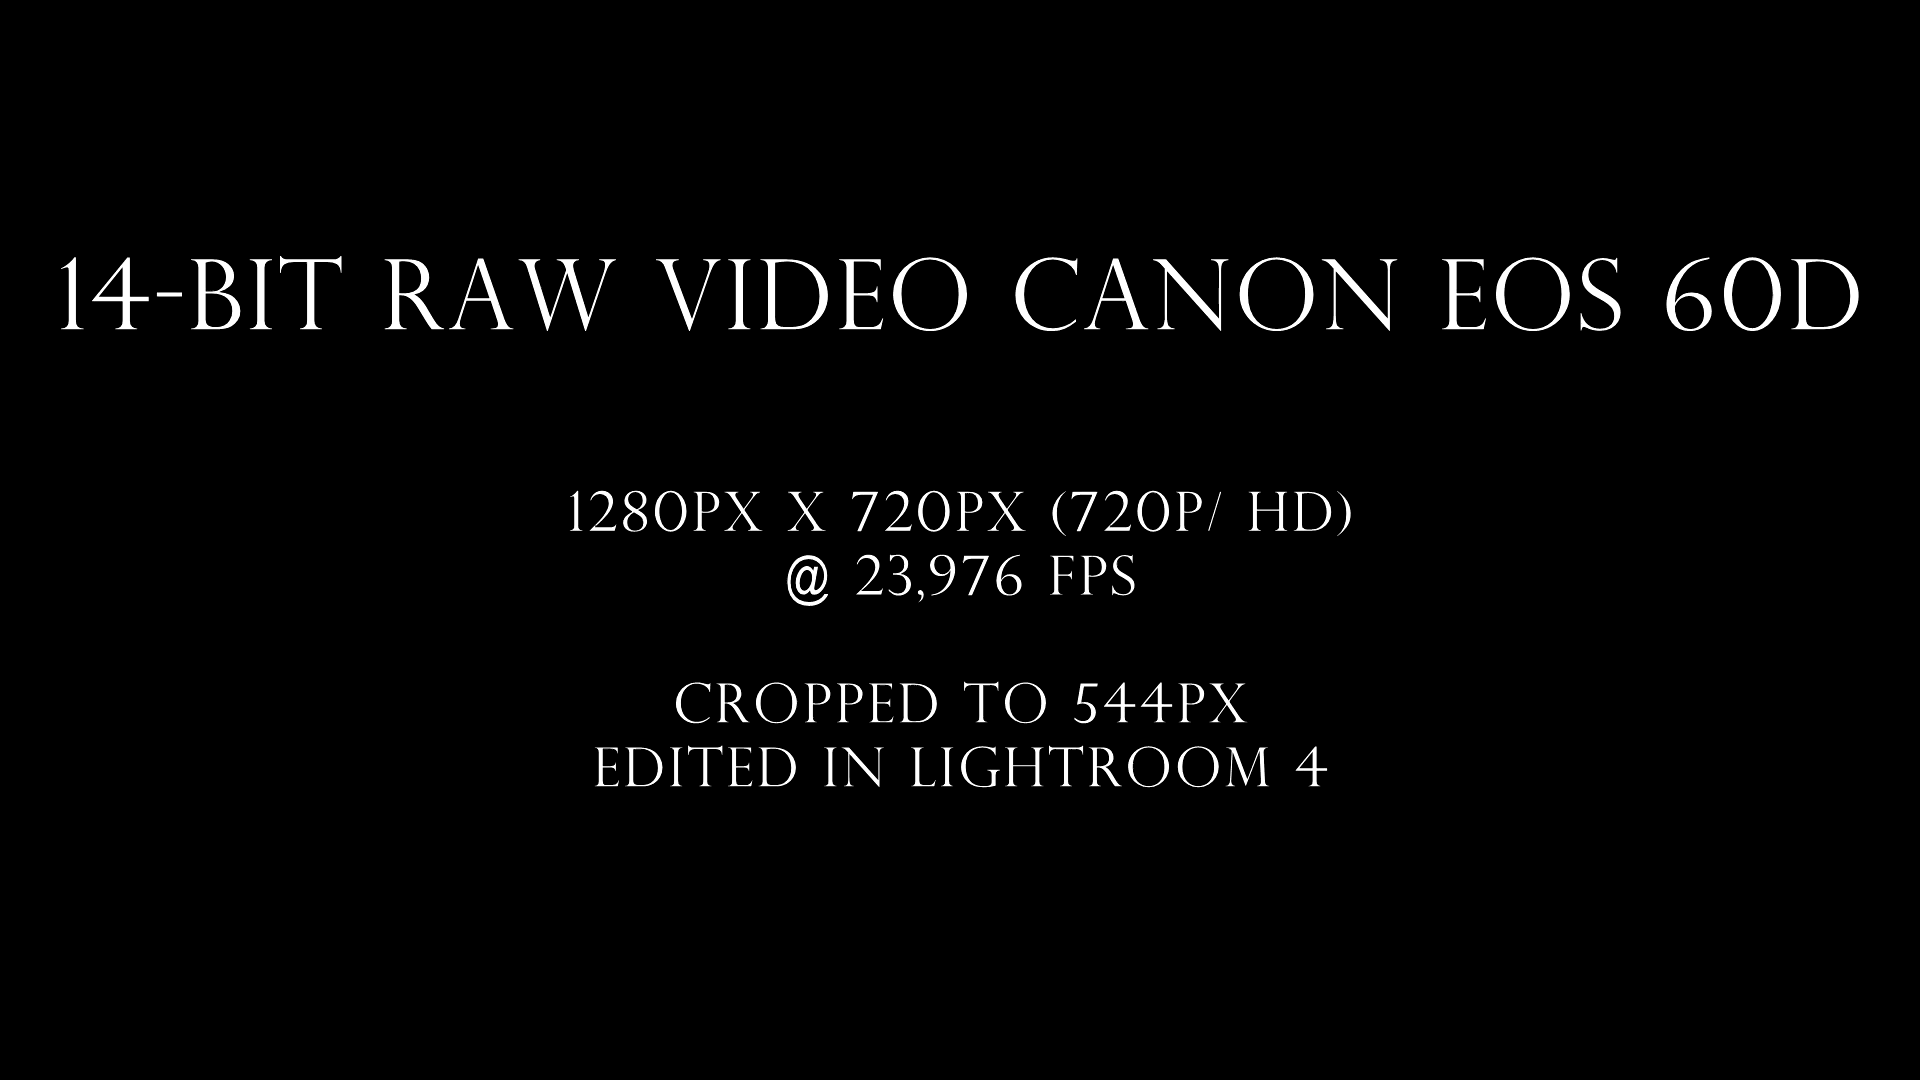 14-BIT RAW VIDEO CANON EOS 60D
1280PX X 720PX (720P/ HD)
@ 23,976 FPS
CROPPED TO 544PX
EDITED IN LIGHTROOM 4